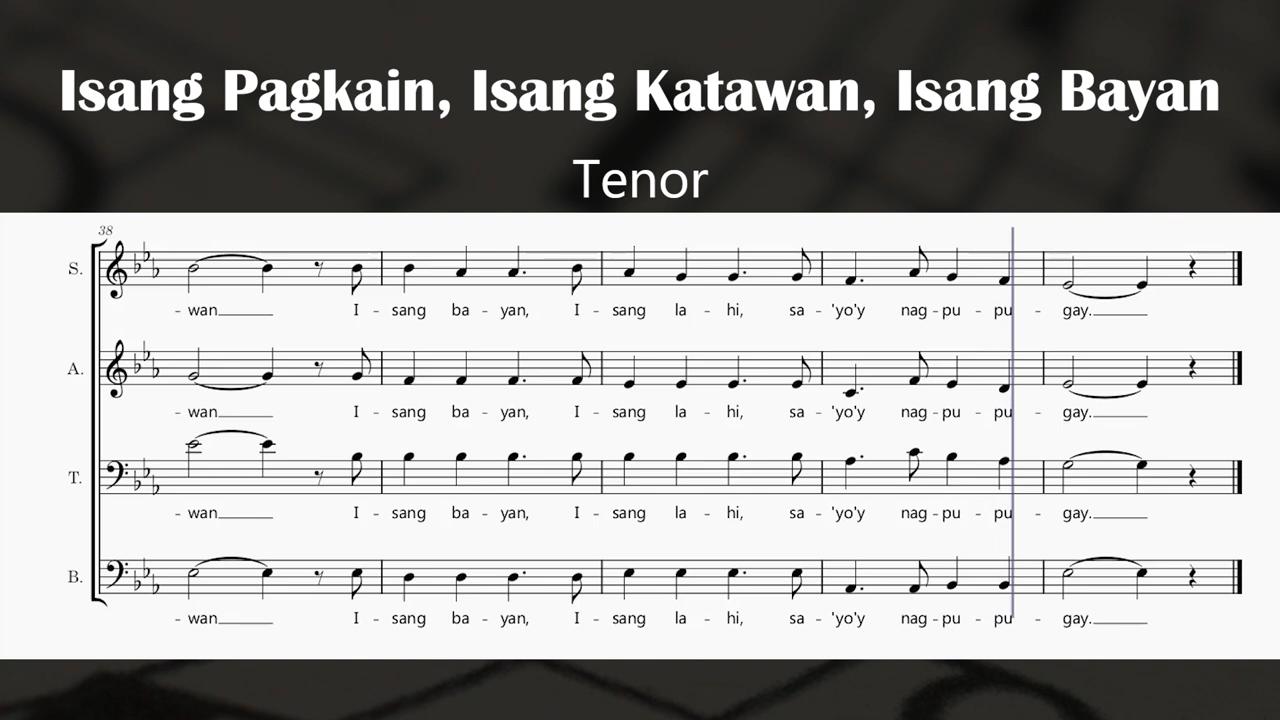 Isang Pagkain, Isang Katawan, Isang Bayan
Tenor
38
S.
- wan I - sang ba - yan, I - sang la - hi, sa - 'yo'y nag - pu - pu - gay.
A.
- wan I - sang ba - yan, I - sang la - hi, sa - 'yo'y nag - pu - pu - gay.
T.
- wan I - sang ba - yan, I - sang la - hi, sa - 'yo'y nag - pu - pu - gay.
B.
- wan I - sang ba - yan, I - sang la - hi, sa - 'yo'y nag - pu - pu - gay.